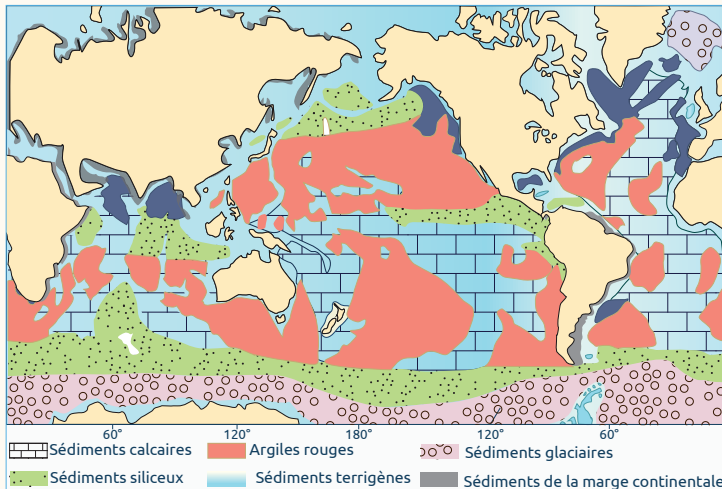 60° 120° 180° 120° 60°
Sédiments calcaires Argiles rouges Sédiments glaciaires
Sédiments siliceux Sédiments terrigènes Sédiments de la marge continentale